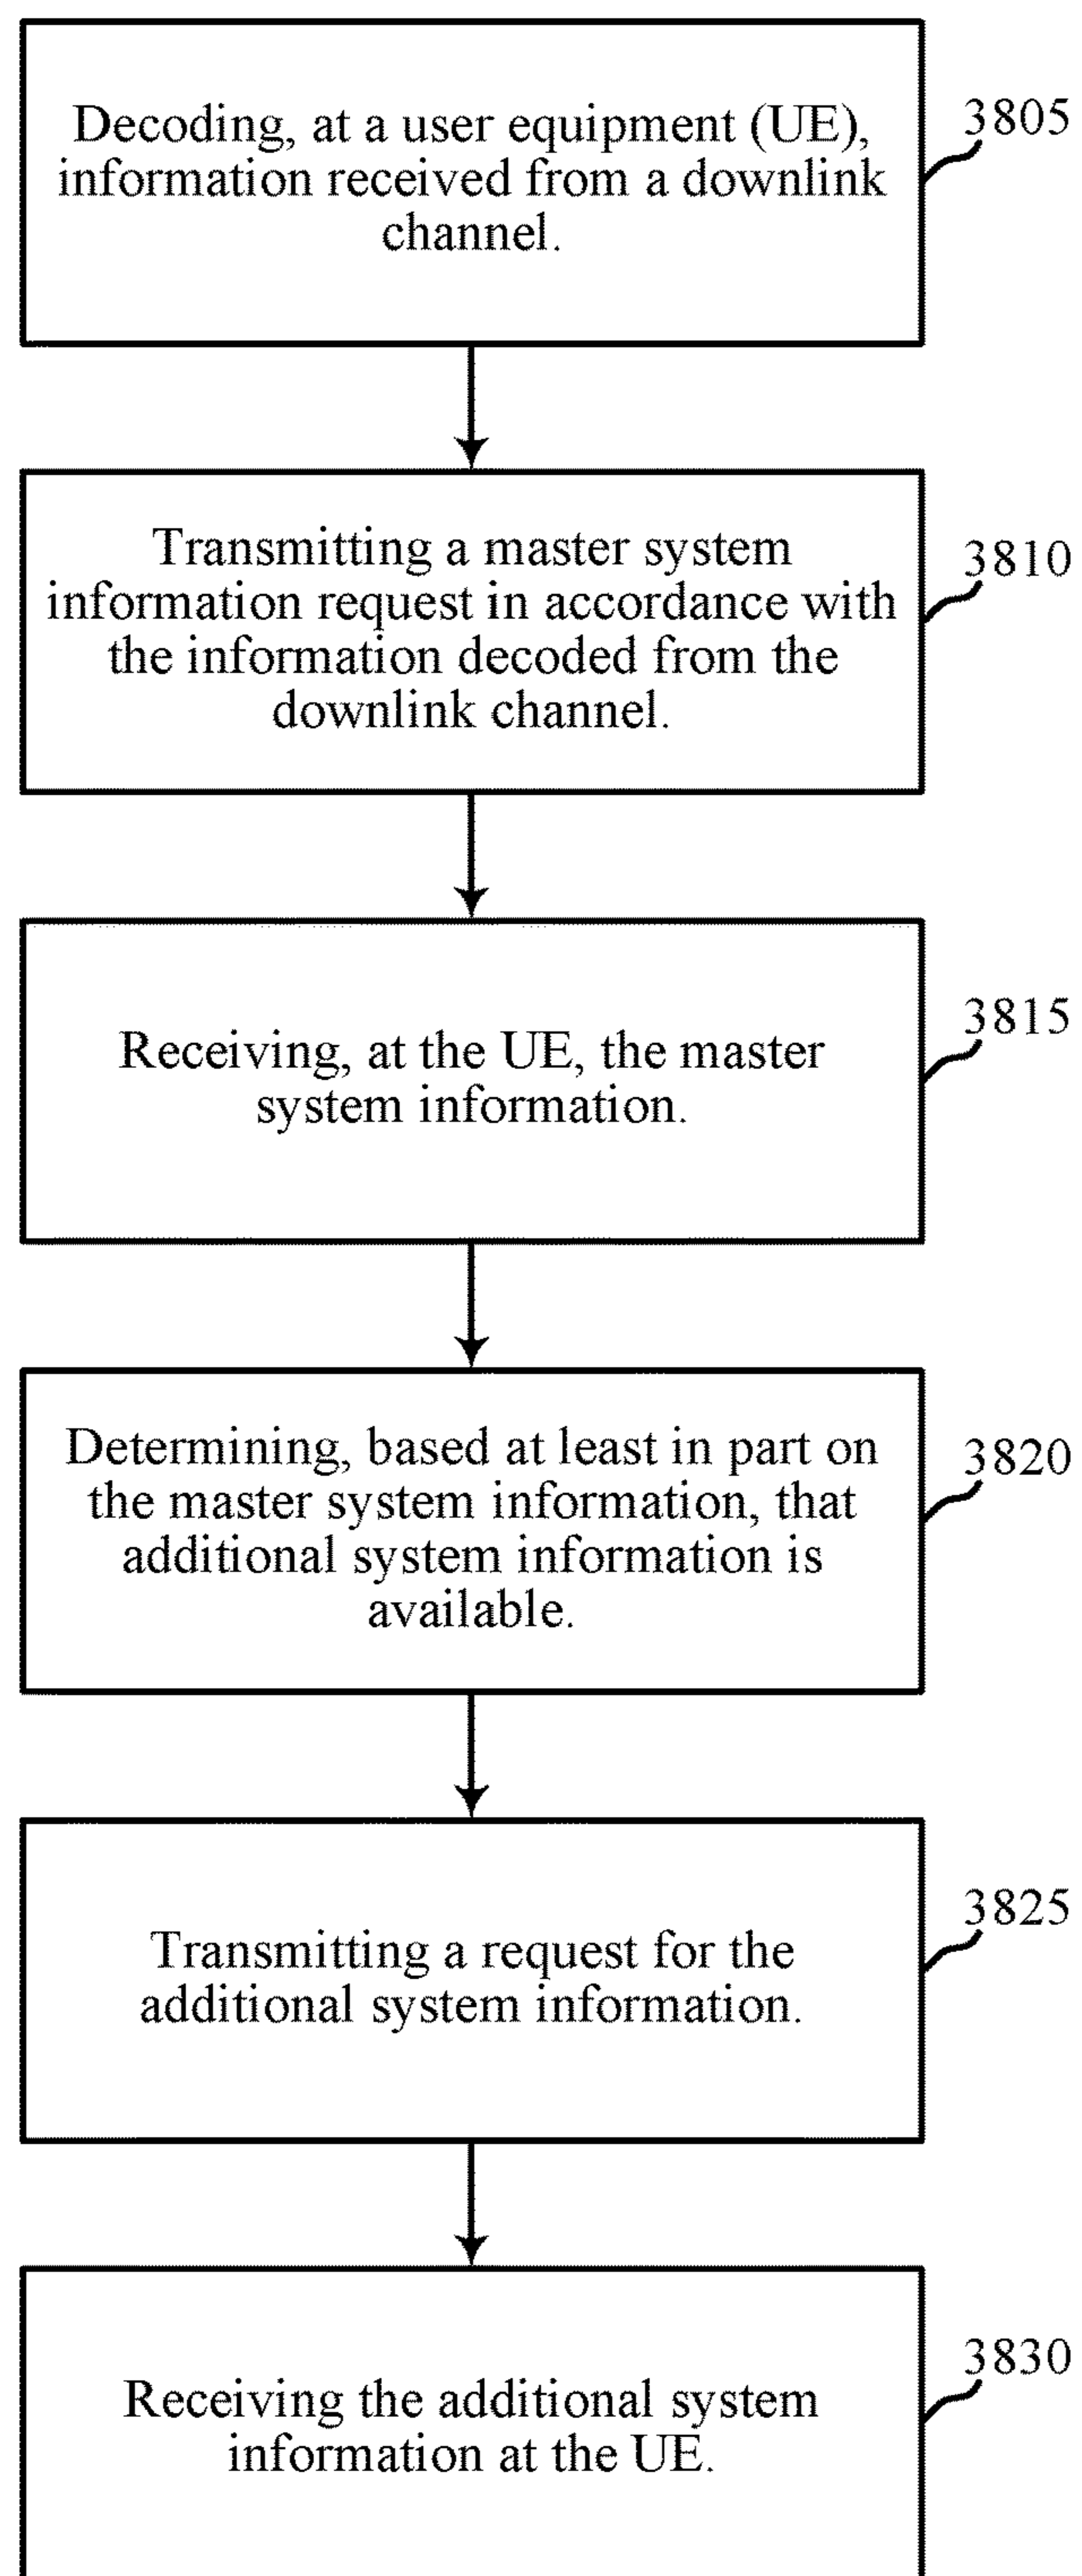 Decoding, at a user equipment (UE),
information received from a downlink
channel.
3805
Transmitting a master system
information request in accordance with
the information decoded from the
downlink channel.
3810
Receiving, at the UE, the master
system information.
3815
Determining, based at least in part on
the master system information, that
additional system information is
available.
3820
Transmitting a request for the
additional system information.
3825
Receiving the additional system
information at the UE.
3830